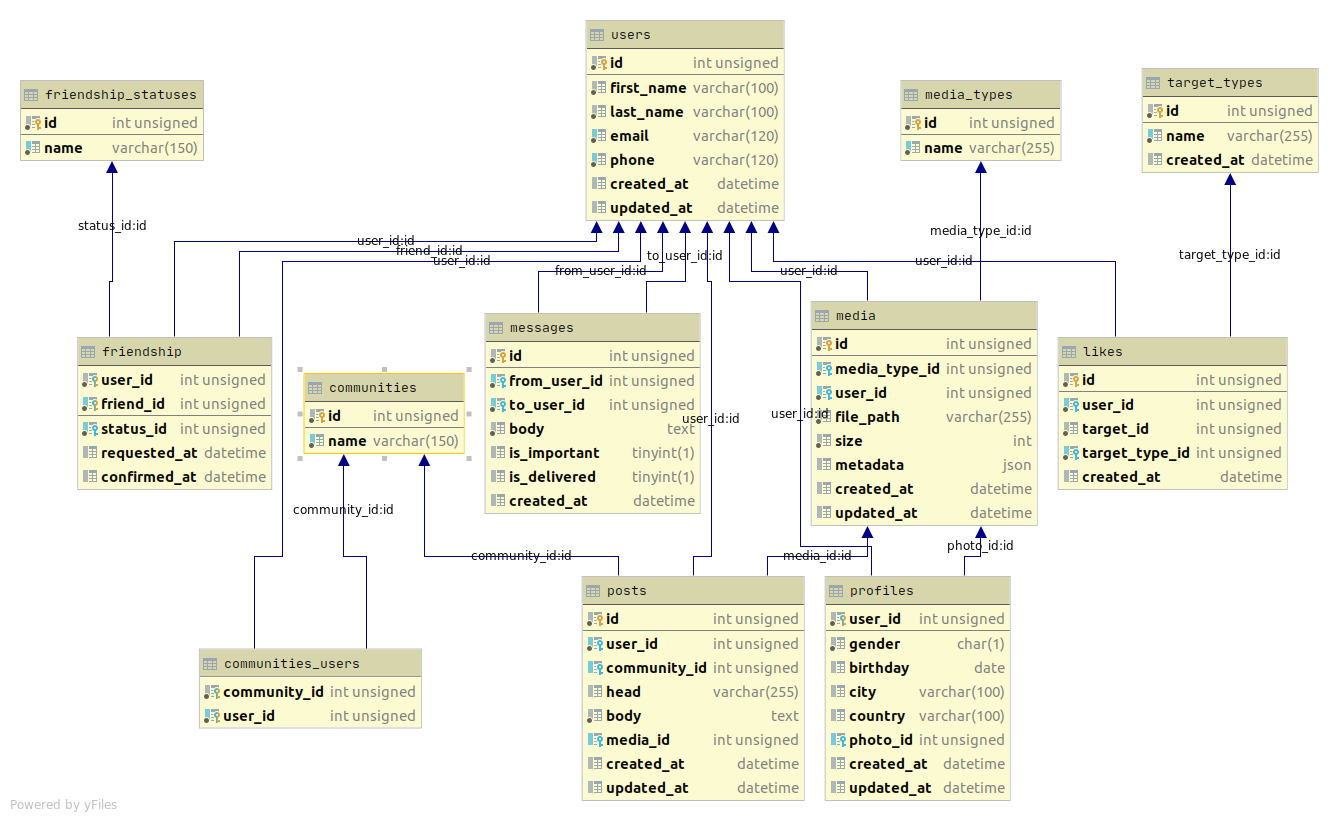 users
id int unsigned
first_name varchar(100)
last_name varchar(100)
email varchar(120)
phone varchar(120)
created_at datetime
updated_at datetime
friendship_statuses
id int unsigned
name varchar(150)
media_types
id int unsigned
name varchar(255)
target_types
id int unsigned
name varchar(255)
created_at datetime
status_id:id
user_id:id
friend_id:id
user_id:id
from_user_id:id
to_user_id:id
user_id:id
user_id:id
media_type_id:id
target_type_id:id
friendship
user_id int unsigned
friend_id int unsigned
status_id int unsigned
requested_at datetime
confirmed_at datetime
communities
id int unsigned
name varchar(150)
messages
id int unsigned
from_user_id int unsigned
to_user_id int unsigned
body text
is_important tinyint(1)
is_delivered tinyint(1)
created_at datetime
user_id:id
user_id:id
media
id int unsigned
media_type_id int unsigned
user_id int unsigned
file_path varchar(255)
size int
metadata json
created_at datetime
updated_at datetime
likes
id int unsigned
user_id int unsigned
target_id int unsigned
target_type_id int unsigned
created_at datetime
community_id:id
community_id:id
media_id:id
photo_id:id
communities_users
community_id int unsigned
user_id int unsigned
posts
id int unsigned
user_id int unsigned
community_id int unsigned
head varchar(255)
body text
media_id int unsigned
created_at datetime
updated_at datetime
profiles
user_id int unsigned
gender char(1)
birthday date
city varchar(100)
country varchar(100)
photo_id int unsigned
created_at datetime
updated_at datetime
Powered by yFiles